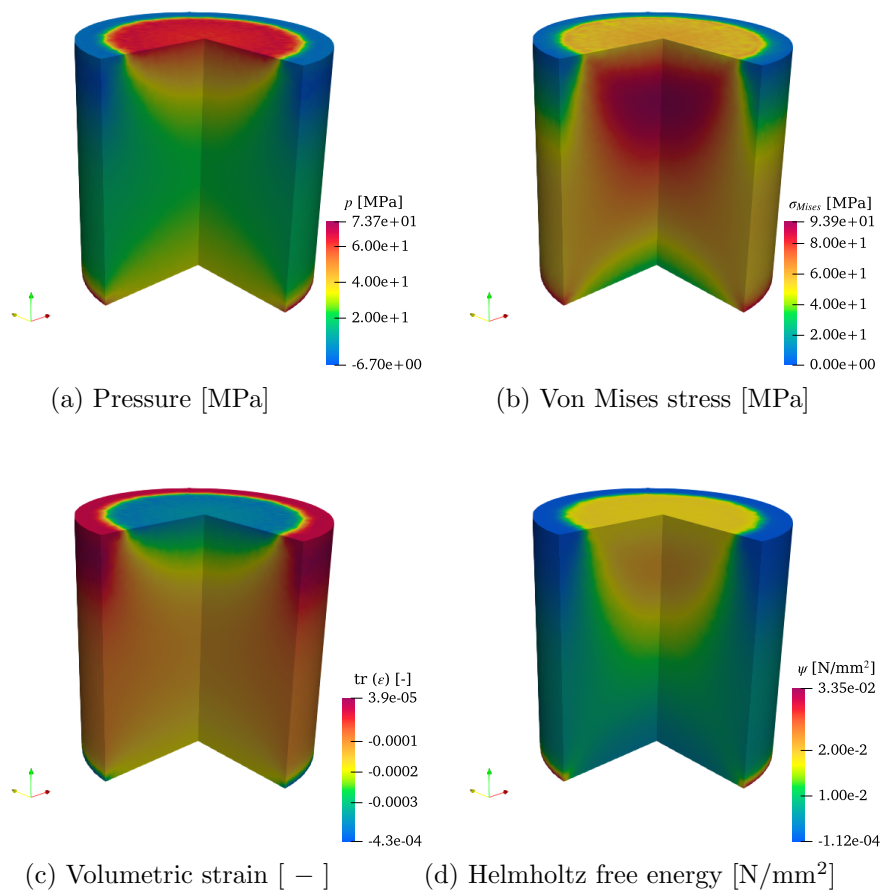 p [MPa]
7.37e+01
6.00e+1
4.00e+1
2.00e+1
-6.70e+00
σMises [MPa]
9.39e+01
8.00e+1
6.00e+1
4.00e+1
2.00e+1
0.00e+00
(a) Pressure [MPa]
(b) Von Mises stress [MPa]
tr (ε) [-]
3.9e-05
-0.0001
-0.0002
-0.0003
-4.3e-04
ψ [N/mm²]
3.35e-02
2.00e-2
1.00e-2
-1.12e-04
(c) Volumetric strain [ − ]
(d) Helmholtz free energy [N/mm²]